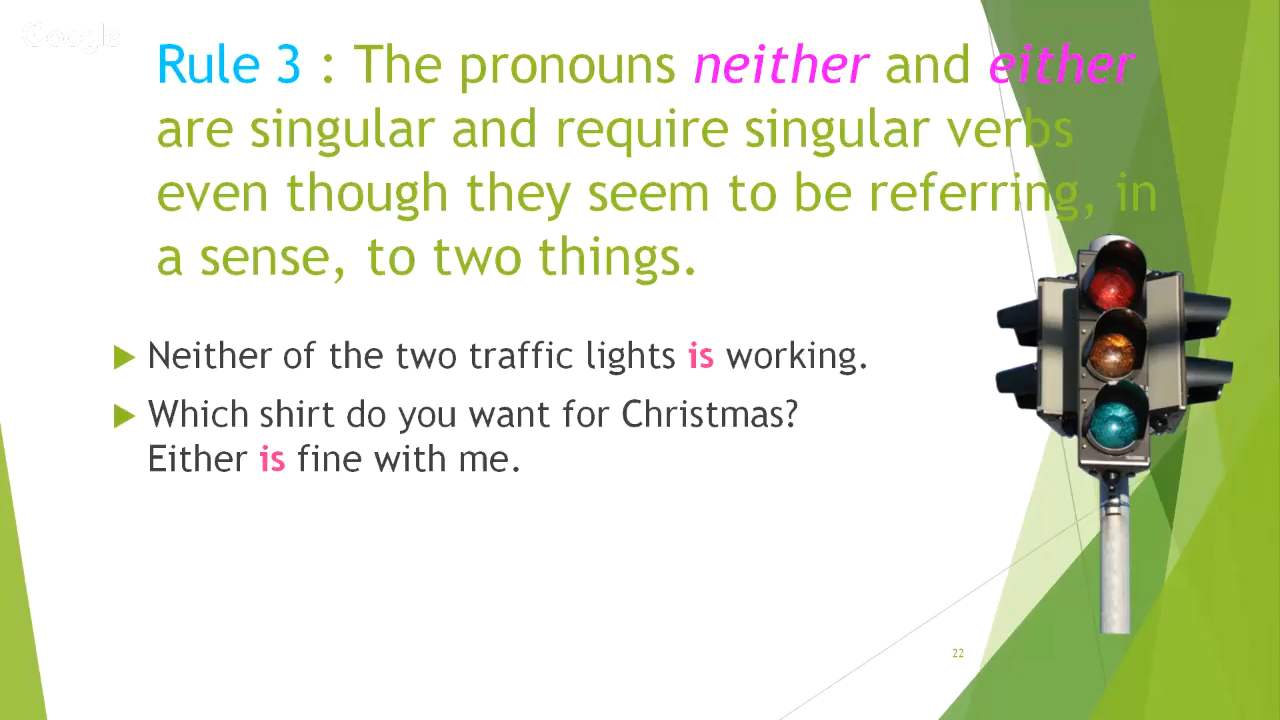 Google
Rule 3 : The pronouns neither and either
are singular and require singular verbs
even though they seem to be referring, in
a sense, to two things.
Neither of the two traffic lights is working.
Which shirt do you want for Christmas?
Either is fine with me.
22